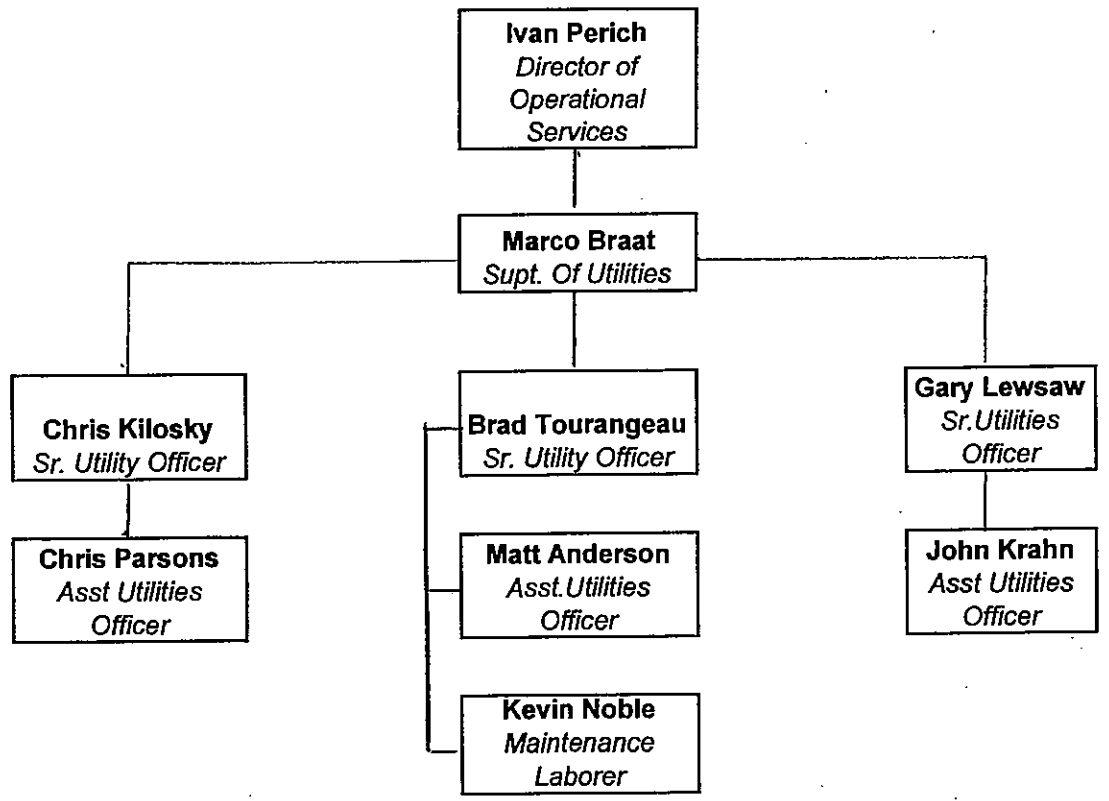 Ivan Perich
Director of
Operational
Services
Marco Braat
Supt. Of Utilities
Chris Kilosky
Sr. Utility Officer
Brad Tourangeau
Sr. Utility Officer
Gary Lewsaw
Sr.Utilities
Officer
Chris Parsons
Asst Utilities
Officer
Matt Anderson
Asst.Utilities
Officer
John Krahn
Asst Utilities
Officer
Kevin Noble
Maintenance
Laborer